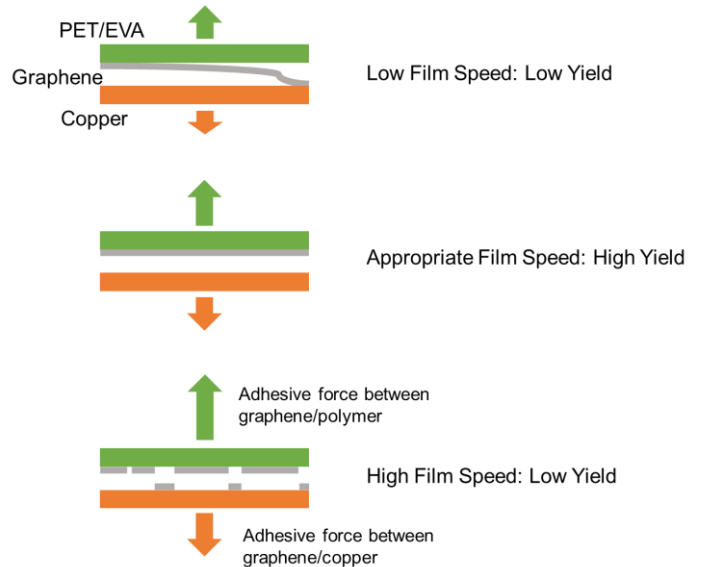 PET/EVA
Graphene
Copper
Low Film Speed: Low Yield
Appropriate Film Speed: High Yield
Adhesive force between
graphene/polymer
High Film Speed: Low Yield
Adhesive force between
graphene/copper